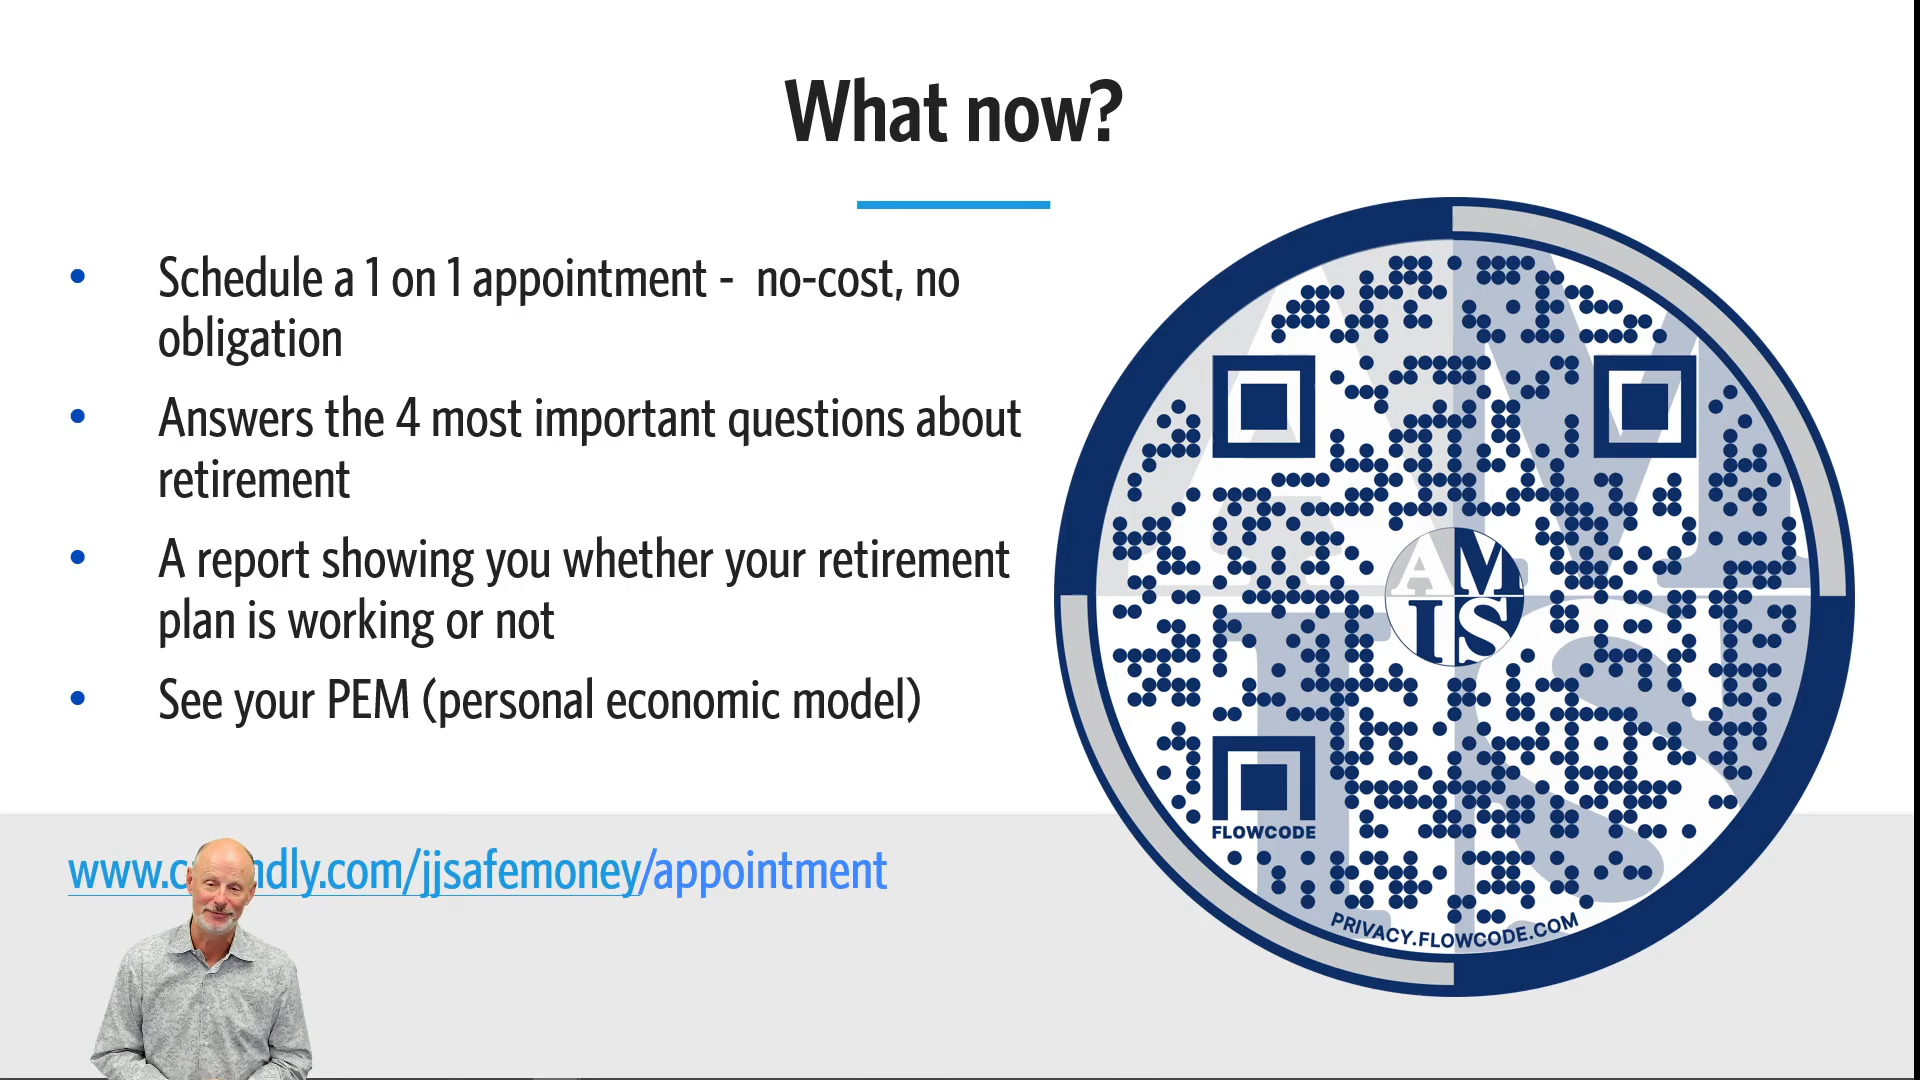 What now?
• Schedule a 1 on 1 appointment - no-cost, no
obligation
• Answers the 4 most important questions about
retirement
• A report showing you whether your retirement
plan is working or not
• See your PEM (personal economic model)
www.c ndly.com/jjsafemoney/appointment
A M
I S
FLOWCODE
PRIVACY.FLOWCODE.COM